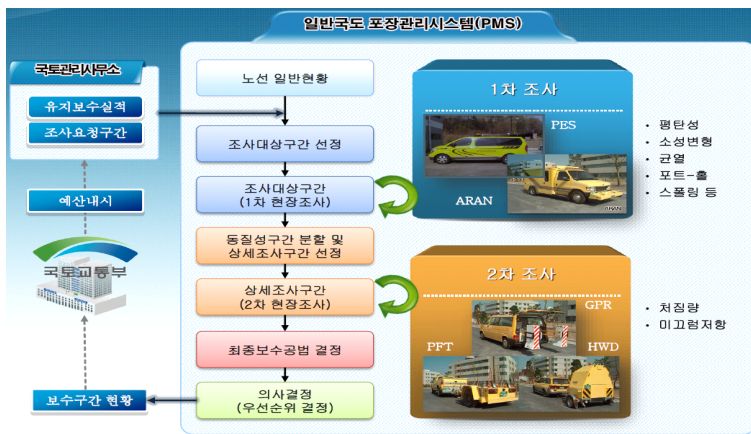 일반국도 포장관리시스템(PMS)
국토관리사무소
유지보수실적
조사요청구간
예산내시
국토교통부
보수구간 현황
노선 일반현황
조사대상구간 선정
조사대상구간
(1차 현장조사)
동질성구간 분할 및
상세조사구간 선정
상세조사구간
(2차 현장조사)
최종보수공법 결정
의사결정
(우선순위 결정)
1차 조사
PES
ARAN
ARAN
• 평탄성
• 소성변형
• 균열
• 포트-홀
• 스폴링 등
2차 조사
GPR
PFT
HWD
• 처짐량
• 미끄럼저항